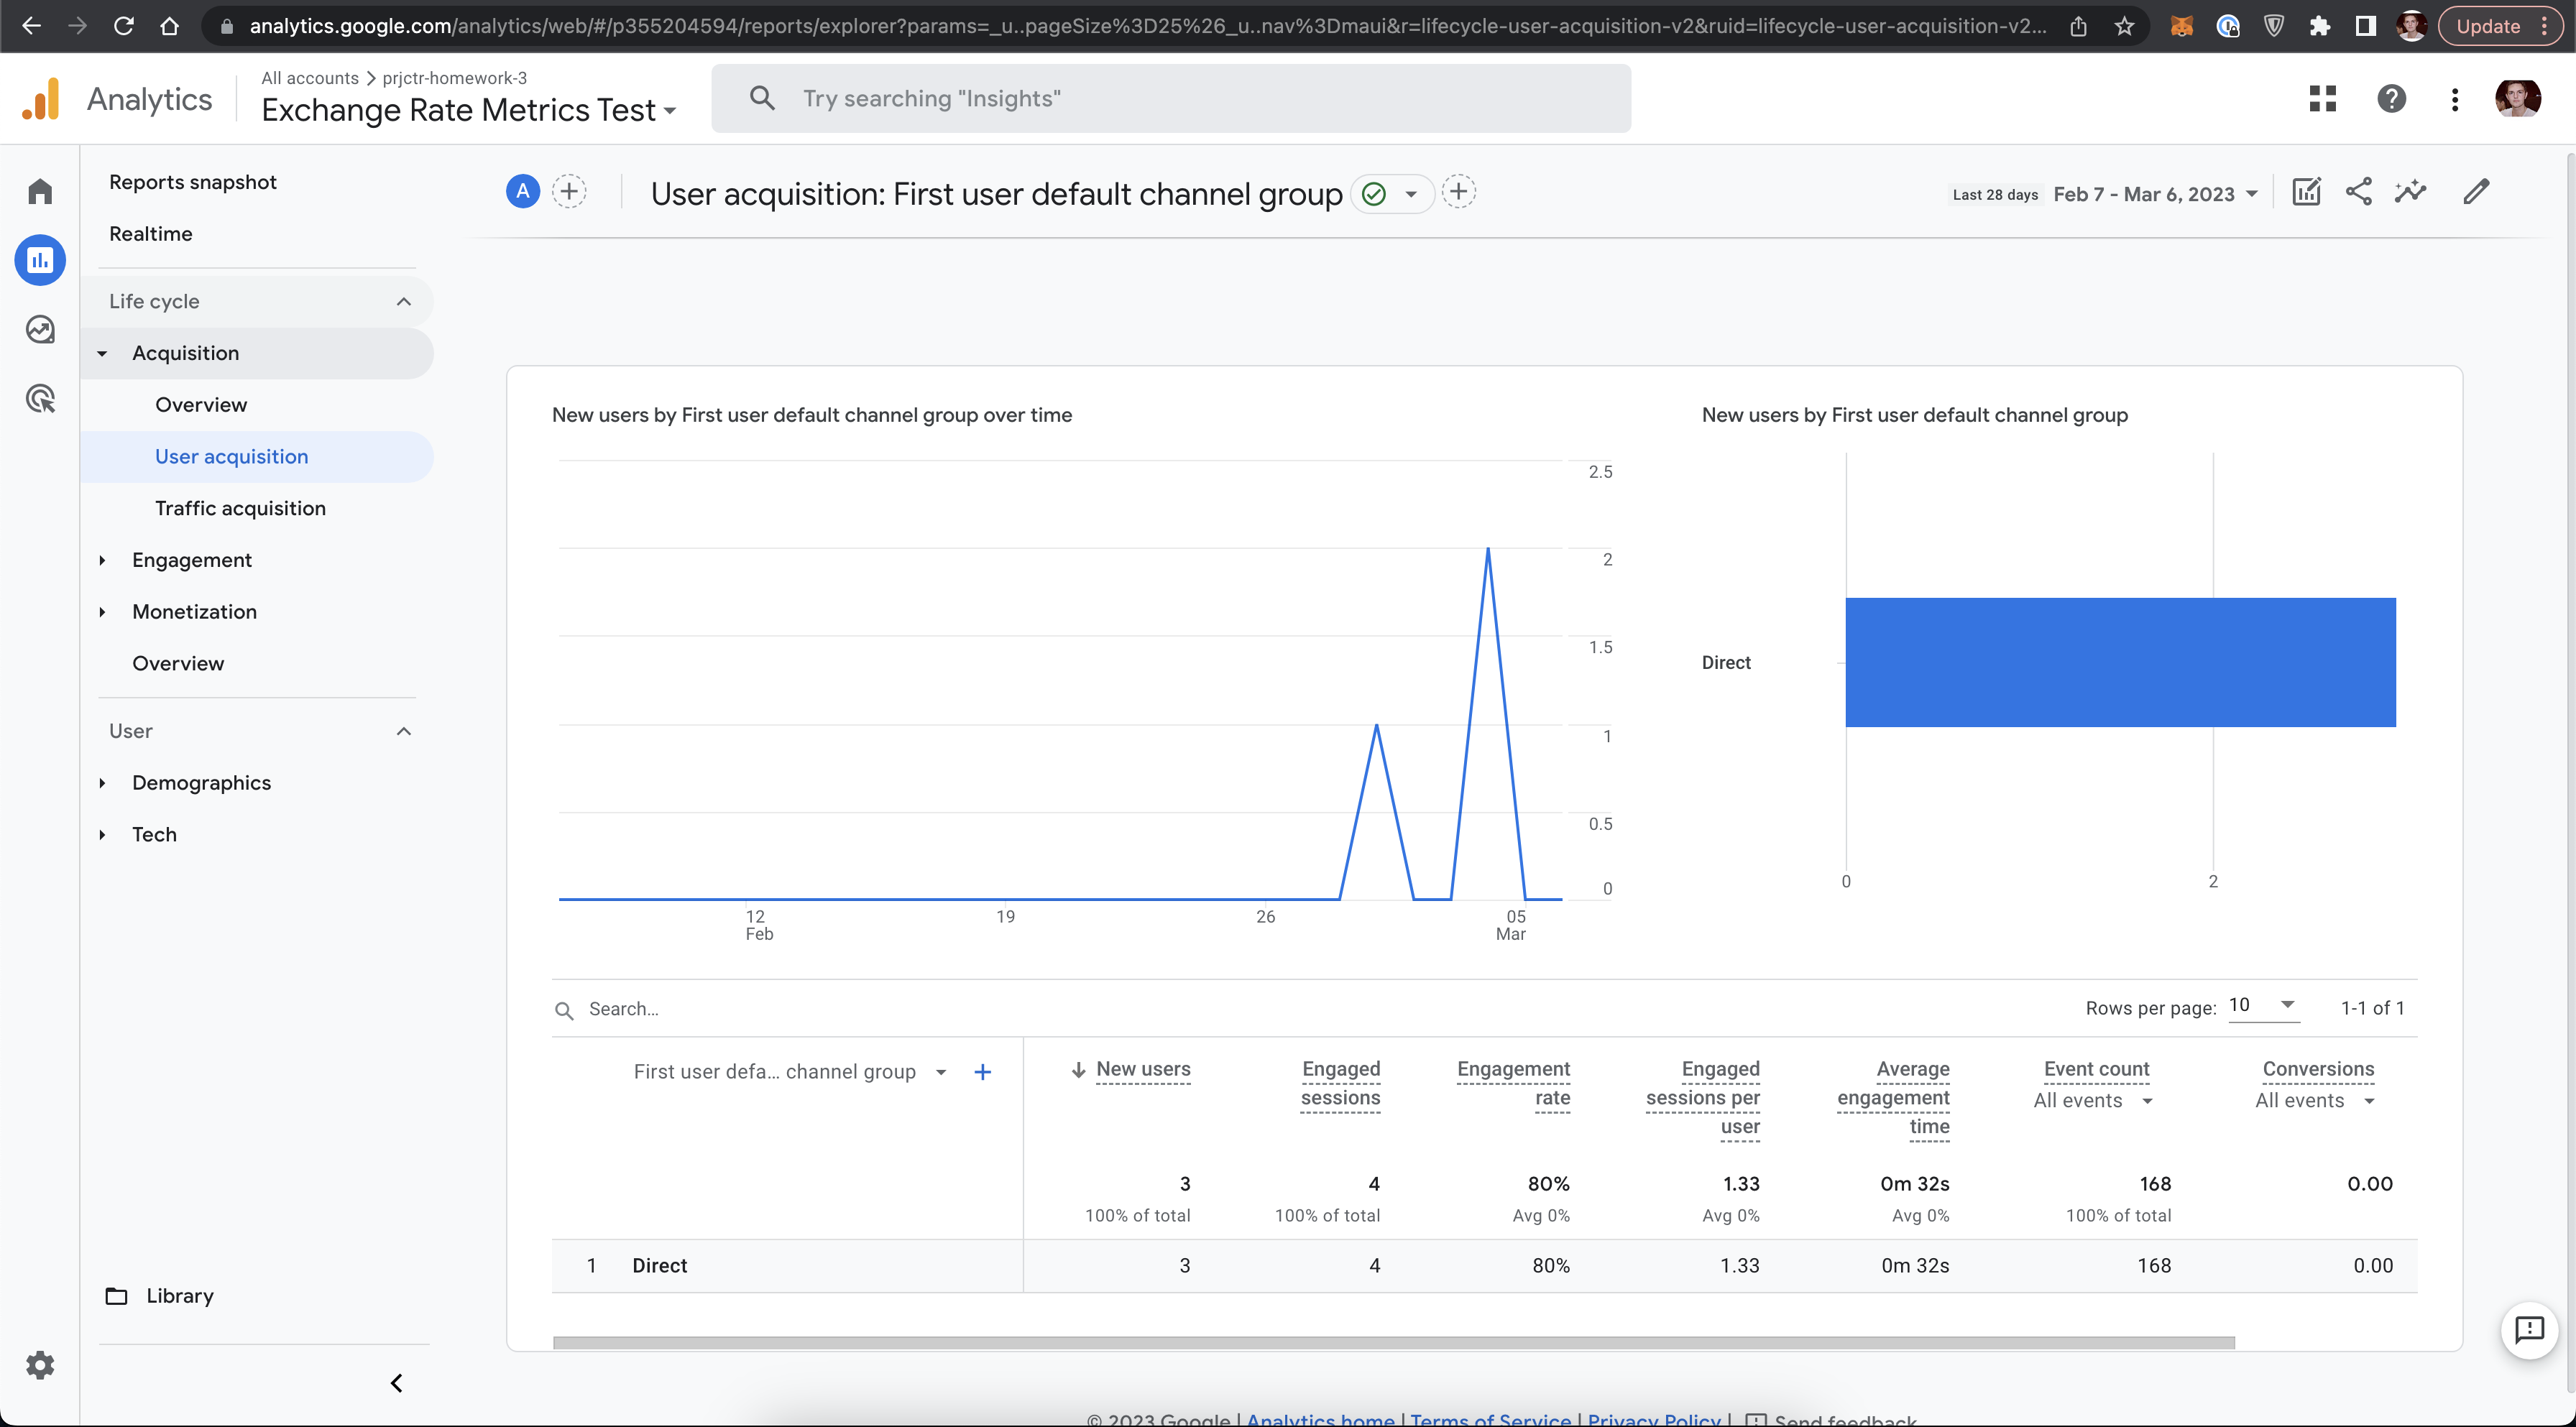 analytics.google.com/analytics/web/#/p355204594/reports/explorer?params=_u..pageSize%3D25%26_u..nav%3Dmaui&r=lifecycle-user-acquisition-v2&ruid=lifecycle-user-acquisition-v2...
Update
Analytics
All accounts > prjctr-homework-3
Exchange Rate Metrics Test
Try searching "Insights"
Reports snapshot
Realtime
Life cycle
Acquisition
Overview
User acquisition
Traffic acquisition
Engagement
Monetization
Overview
User
Demographics
Tech
Library
A
User acquisition: First user default channel group
Last 28 days Feb 7 - Mar 6, 2023
New users by First user default channel group over time
2.5
2
1.5
1
0.5
0
12
Feb
19
26
05
Mar
New users by First user default channel group
Direct
0
2
Search...
Rows per page: 10
1-1 of 1
First user defa... channel group
New users
Engaged
sessions
Engagement
rate
Engaged
sessions per
user
Average
engagement
time
Event count
All events
Conversions
All events
3 4 80% 1.33 0m 32s 168 0.00
100% of total 100% of total Avg 0% Avg 0% Avg 0% 100% of total
1 Direct 3 4 80% 1.33 0m 32s 168 0.00
© 2023 Google | Analytics home | Terms of Service | Privacy Policy | Send feedback